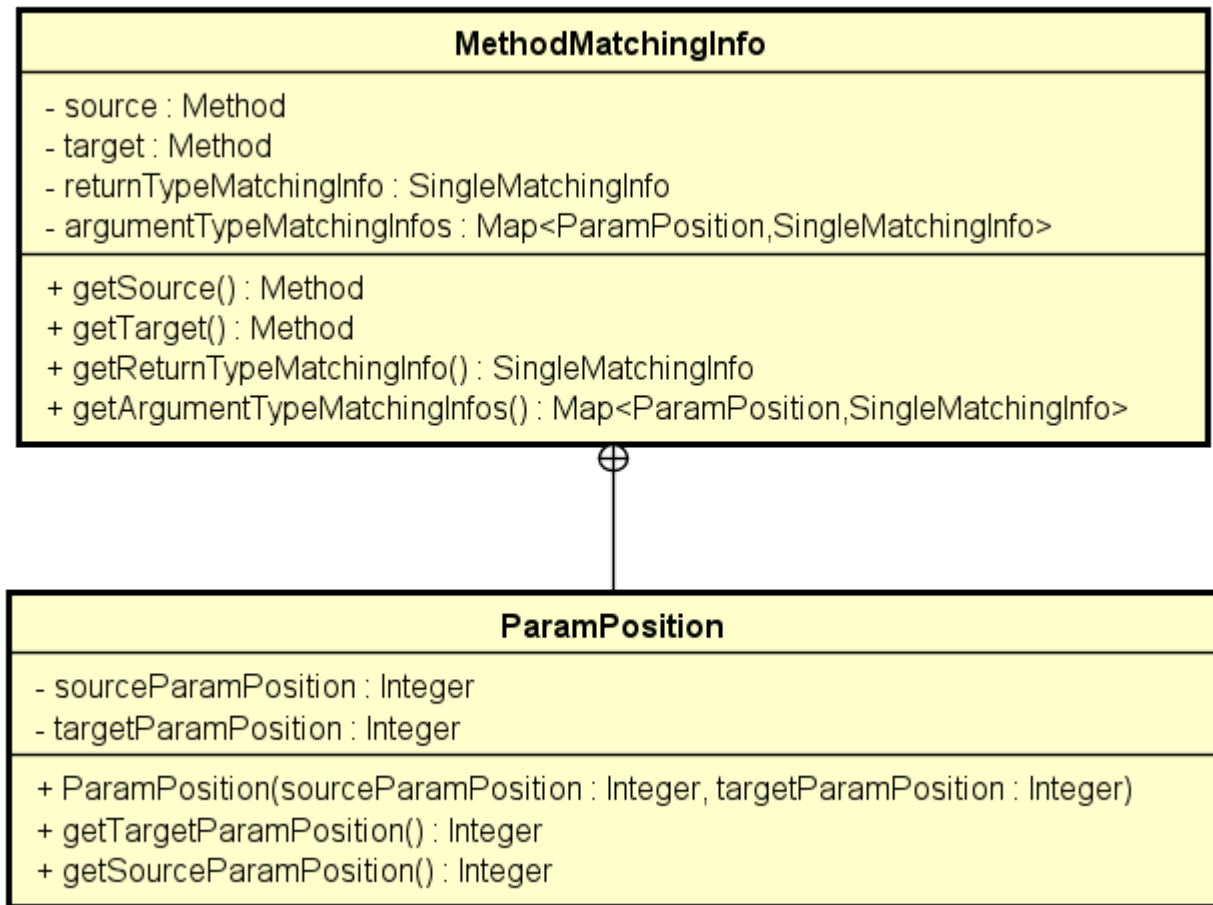 MethodMatchingInfo
- source : Method
- target : Method
- returnTypeMatchingInfo : SingleMatchingInfo
- argumentTypeMatchingInfos : Map<ParamPosition,SingleMatchingInfo>
+ getSource() : Method
+ getTarget() : Method
+ getReturnTypeMatchingInfo() : SingleMatchingInfo
+ getArgumentTypeMatchingInfos() : Map<ParamPosition,SingleMatchingInfo>
ParamPosition
- sourceParamPosition : Integer
- targetParamPosition : Integer
+ ParamPosition(sourceParamPosition : Integer, targetParamPosition : Integer)
+ getTargetParamPosition() : Integer
+ getSourceParamPosition() : Integer